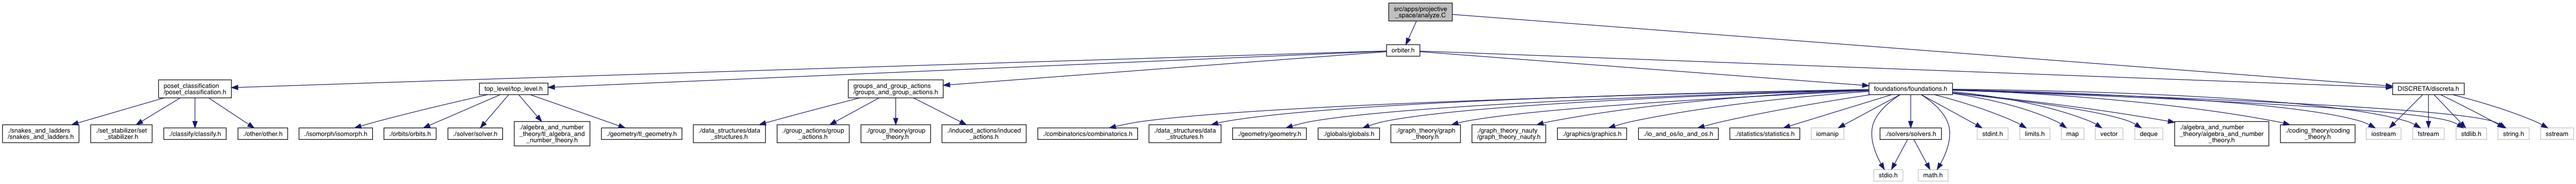 src/apps/projective
_space/analyze.C
orbiter.h
poset_classification
/poset_classification.h
top_level/top_level.h
groups_and_group_actions
/groups_and_group_actions.h
foundations/foundations.h
DISCRETA/discreta.h
./snakes_and_ladders
/snakes_and_ladders.h
./set_stabilizer/set
_stabilizer.h
./classify/classify.h
./other/other.h
./isomorph/isomorph.h
./orbits/orbits.h
./solver/solver.h
./algebra_and_number
_theory/tl_algebra_and
_number_theory.h
./geometry/tl_geometry.h
./data_structures/data
_structures.h
./group_actions/group
_actions.h
./group_theory/group
_theory.h
./induced_actions/induced
_actions.h
./combinatorics/combinatorics.h
./data_structures/data
_structures.h
./geometry/geometry.h
./globals/globals.h
./graph_theory/graph
_theory.h
./graph_theory_nauty
/graph_theory_nauty.h
./graphics/graphics.h
./io_and_os/io_and_os.h
./statistics/statistics.h
iomanip
./solvers/solvers.h
stdint.h
limits.h
map
vector
deque
./algebra_and_number
_theory/algebra_and_number
_theory.h
./coding_theory/coding
_theory.h
iostream
fstream
stdlib.h
string.h
sstream
stdio.h
math.h